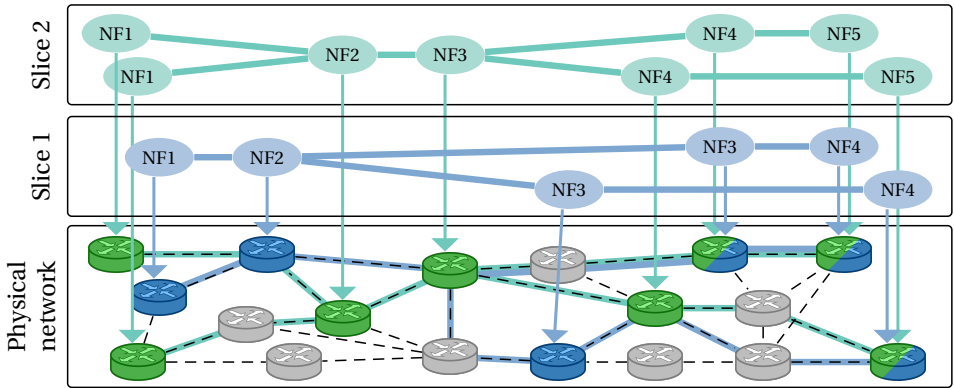 Slice 2
NF1
NF1
NF2
NF3
NF4
NF4
NF5
NF5
Slice 1
NF1
NF2
NF3
NF3
NF4
NF4
Physical
network